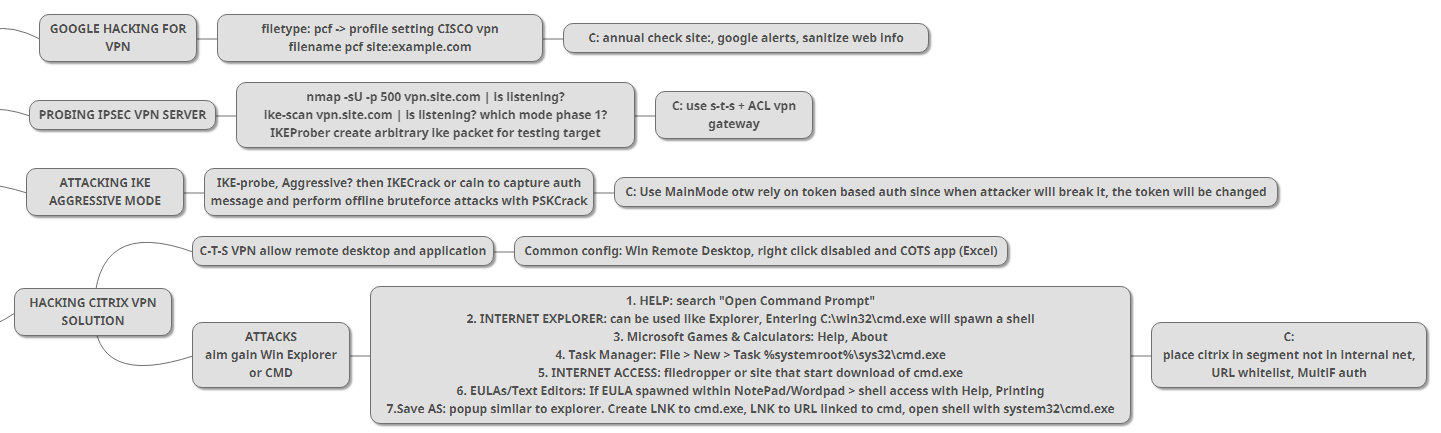 GOOGLE HACKING FOR
VPN
filetype: pcf -> profile setting CISCO vpn
filename pcf site:example.com
C: annual check site:, google alerts, sanitize web info
PROBING IPSEC VPN SERVER
nmap -sU -p 500 vpn.site.com | is listening?
ike-scan vpn.site.com | is listening? which mode phase 1?
IKEProber create arbitrary ike packet for testing target
C: use s-t-s + ACL vpn
gateway
ATTACKING IKE
AGGRESSIVE MODE
IKE-probe, Aggressive? then IKECrack or cain to capture auth
message and perform offline bruteforce attacks with PSKCrack
C: Use MainMode otw rely on token based auth since when attacker will break it, the token will be changed
HACKING CITRIX VPN
SOLUTION
C-T-S VPN allow remote desktop and application
Common config: Win Remote Desktop, right click disabled and COTS app (Excel)
ATTACKS
aim gain Win Explorer
or CMD
1. HELP: search "Open Command Prompt"
2. INTERNET EXPLORER: can be used like Explorer, Entering C:\win32\cmd.exe will spawn a shell
3. Microsoft Games & Calculators: Help, About
4. Task Manager: File > New > Task %systemroot%\sys32\cmd.exe
5. INTERNET ACCESS: filedropper or site that start download of cmd.exe
6. EULAs/Text Editors: If EULA spawned within NotePad/Wordpad > shell access with Help, Printing
7.Save AS: popup similar to explorer. Create LNK to cmd.exe, LNK to URL linked to cmd, open shell with system32\cmd.exe
C:
place citrix in segment not in internal net,
URL whitelist, MultiF auth